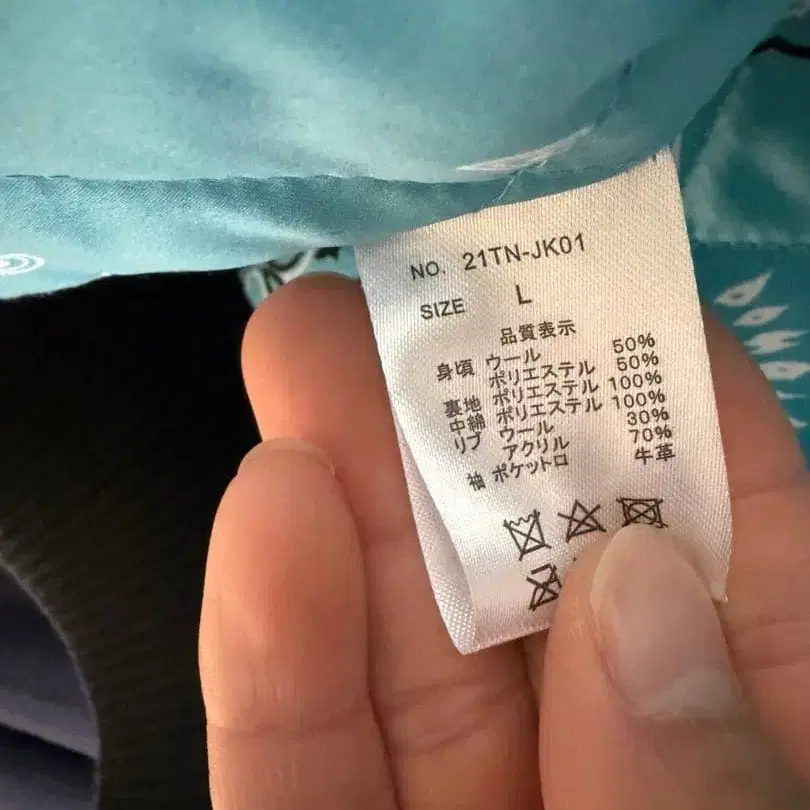 NO. 21TN-JK01
SIZE L
品質表示
身頃 ウール 50%
ポリエステル 50%
裏地 ポリエステル 100%
中綿 ポリエステル 100%
リブ ウール 30%
アクリル 70%
袖 ポケット口 牛革